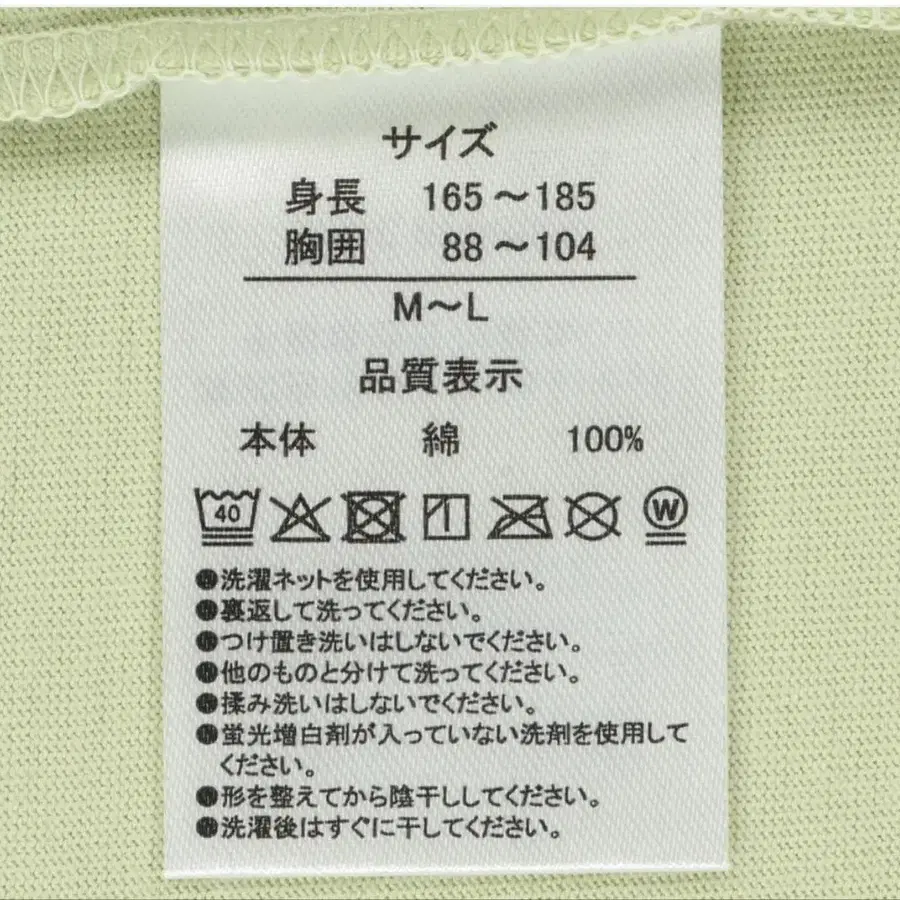 サイズ
身長 165～185
胸囲 88～104
M～L
品質表示
本体 綿 100%
40 W
●洗濯ネットを使用してください。
●裏返して洗ってください。
●つけ置き洗いはしないでください。
●他のものと分けて洗ってください。
●揉み洗いはしないでください。
●蛍光増白剤が入っていない洗剤を使用して
ください。
●形を整えてから陰干ししてください。
●洗濯後はすぐに干してください。